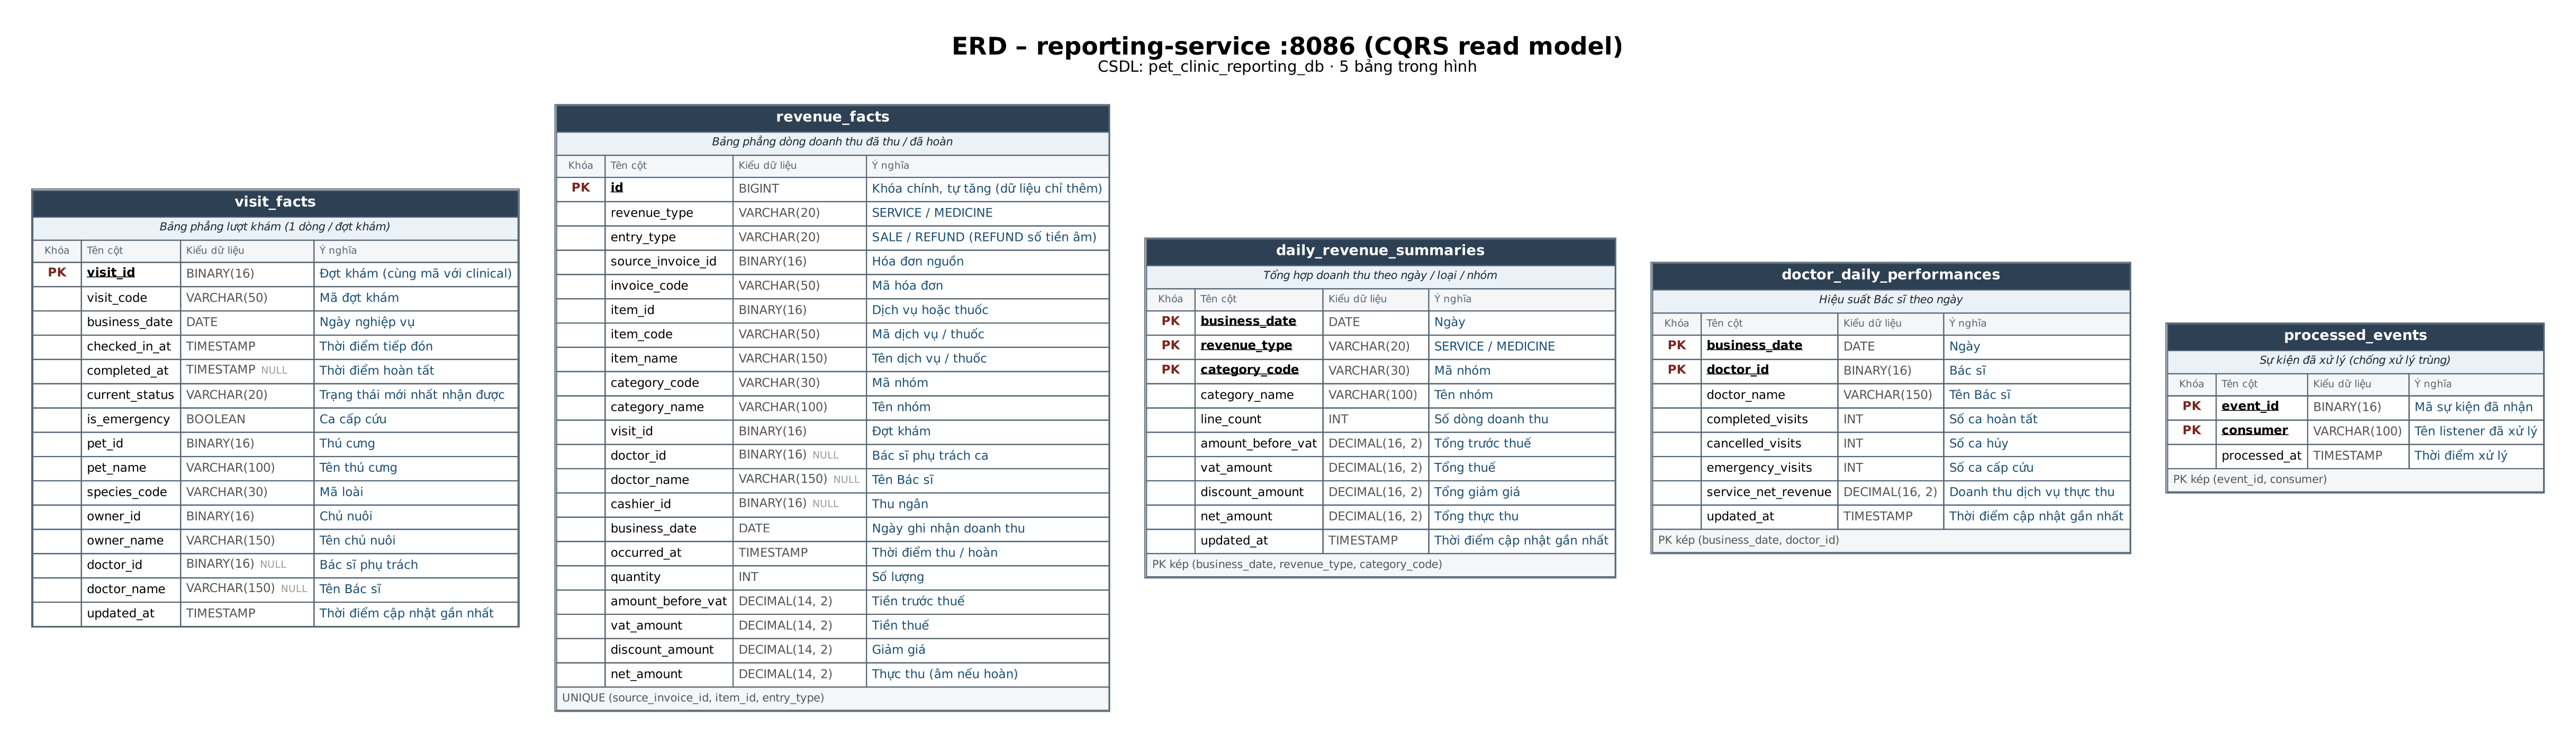 ERD – reporting-service :8086 (CQRS read model)
CSDL: pet_clinic_reporting_db · 5 bảng trong hình
visit_facts
Bảng phẳng lượt khám (1 dòng / đợt khám)
Khóa Tên cột Kiểu dữ liệu Ý nghĩa
PK visit_id BINARY(16) Đợt khám (cùng mã với clinical)
visit_code VARCHAR(50) Mã đợt khám
business_date DATE Ngày nghiệp vụ
checked_in_at TIMESTAMP Thời điểm tiếp đón
completed_at TIMESTAMP NULL Thời điểm hoàn tất
current_status VARCHAR(20) Trạng thái mới nhất nhận được
is_emergency BOOLEAN Ca cấp cứu
pet_id BINARY(16) Thú cưng
pet_name VARCHAR(100) Tên thú cưng
species_code VARCHAR(30) Mã loài
owner_id BINARY(16) Chủ nuôi
owner_name VARCHAR(150) Tên chủ nuôi
doctor_id BINARY(16) NULL Bác sĩ phụ trách
doctor_name VARCHAR(150) NULL Tên Bác sĩ
updated_at TIMESTAMP Thời điểm cập nhật gần nhất
revenue_facts
Bảng phẳng dòng doanh thu đã thu / đã hoàn
Khóa Tên cột Kiểu dữ liệu Ý nghĩa
PK id BIGINT Khóa chính, tự tăng (dữ liệu chỉ thêm)
revenue_type VARCHAR(20) SERVICE / MEDICINE
entry_type VARCHAR(20) SALE / REFUND (REFUND số tiền âm)
source_invoice_id BINARY(16) Hóa đơn nguồn
invoice_code VARCHAR(50) Mã hóa đơn
item_id BINARY(16) Dịch vụ hoặc thuốc
item_code VARCHAR(50) Mã dịch vụ / thuốc
item_name VARCHAR(150) Tên dịch vụ / thuốc
category_code VARCHAR(30) Mã nhóm
category_name VARCHAR(100) Tên nhóm
visit_id BINARY(16) Đợt khám
doctor_id BINARY(16) NULL Bác sĩ phụ trách ca
doctor_name VARCHAR(150) NULL Tên Bác sĩ
cashier_id BINARY(16) NULL Thu ngân
business_date DATE Ngày ghi nhận doanh thu
occurred_at TIMESTAMP Thời điểm thu / hoàn
quantity INT Số lượng
amount_before_vat DECIMAL(14, 2) Tiền trước thuế
vat_amount DECIMAL(14, 2) Tiền thuế
discount_amount DECIMAL(14, 2) Giảm giá
net_amount DECIMAL(14, 2) Thực thu (âm nếu hoàn)
UNIQUE (source_invoice_id, item_id, entry_type)
daily_revenue_summaries
Tổng hợp doanh thu theo ngày / loại / nhóm
Khóa Tên cột Kiểu dữ liệu Ý nghĩa
PK business_date DATE Ngày
PK revenue_type VARCHAR(20) SERVICE / MEDICINE
PK category_code VARCHAR(30) Mã nhóm
category_name VARCHAR(100) Tên nhóm
line_count INT Số dòng doanh thu
amount_before_vat DECIMAL(16, 2) Tổng trước thuế
vat_amount DECIMAL(16, 2) Tổng thuế
discount_amount DECIMAL(16, 2) Tổng giảm giá
net_amount DECIMAL(16, 2) Tổng thực thu
updated_at TIMESTAMP Thời điểm cập nhật gần nhất
PK kép (business_date, revenue_type, category_code)
doctor_daily_performances
Hiệu suất Bác sĩ theo ngày
Khóa Tên cột Kiểu dữ liệu Ý nghĩa
PK business_date DATE Ngày
PK doctor_id BINARY(16) Bác sĩ
doctor_name VARCHAR(150) Tên Bác sĩ
completed_visits INT Số ca hoàn tất
cancelled_visits INT Số ca hủy
emergency_visits INT Số ca cấp cứu
service_net_revenue DECIMAL(16, 2) Doanh thu dịch vụ thực thu
updated_at TIMESTAMP Thời điểm cập nhật gần nhất
PK kép (business_date, doctor_id)
processed_events
Sự kiện đã xử lý (chống xử lý trùng)
Khóa Tên cột Kiểu dữ liệu Ý nghĩa
PK event_id BINARY(16) Mã sự kiện đã nhận
PK consumer VARCHAR(100) Tên listener đã xử lý
processed_at TIMESTAMP Thời điểm xử lý
PK kép (event_id, consumer)